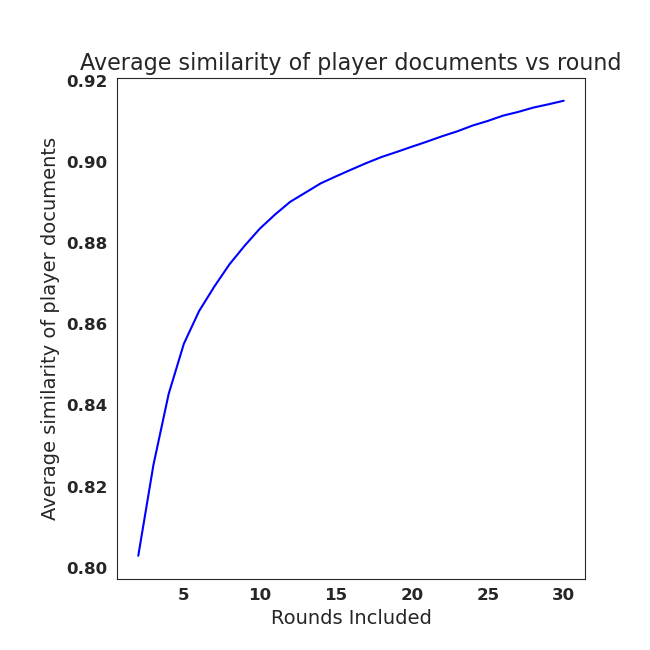 Average similarity of player documents vs round
Average similarity of player documents
0.92
0.90
0.88
0.86
0.84
0.82
0.80
5 10 15 20 25 30
Rounds Included